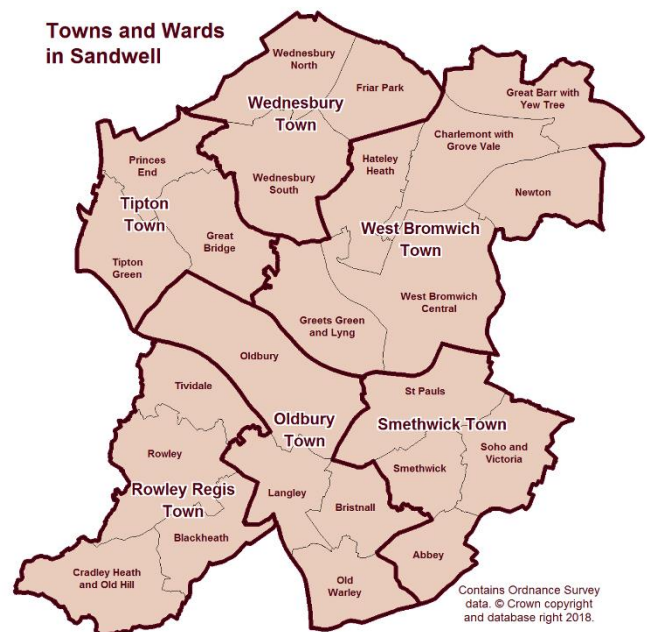 Towns and Wards
in Sandwell
Wednesbury
North
Friar Park
Great Barr with
Yew Tree
Wednesbury
Town
Charlemont with
Grove Vale
Princes
End
Hateley
Heath
Wednesbury
South
Newton
Tipton
Town
Great
Bridge
West Bromwich
Town
Tipton
Green
West Bromwich
Central
Greets Green
and Lyng
Oldbury
Tividale
St Pauls
Oldbury
Town
Smethwick Town
Rowley
Soho and
Victoria
Smethwick
Langley
Rowley Regis
Town
Bristnall
Blackheath
Abbey
Cradley Heath
and Old Hill
Old
Warley
Contains Ordnance Survey
data. © Crown copyright
and database right 2018.